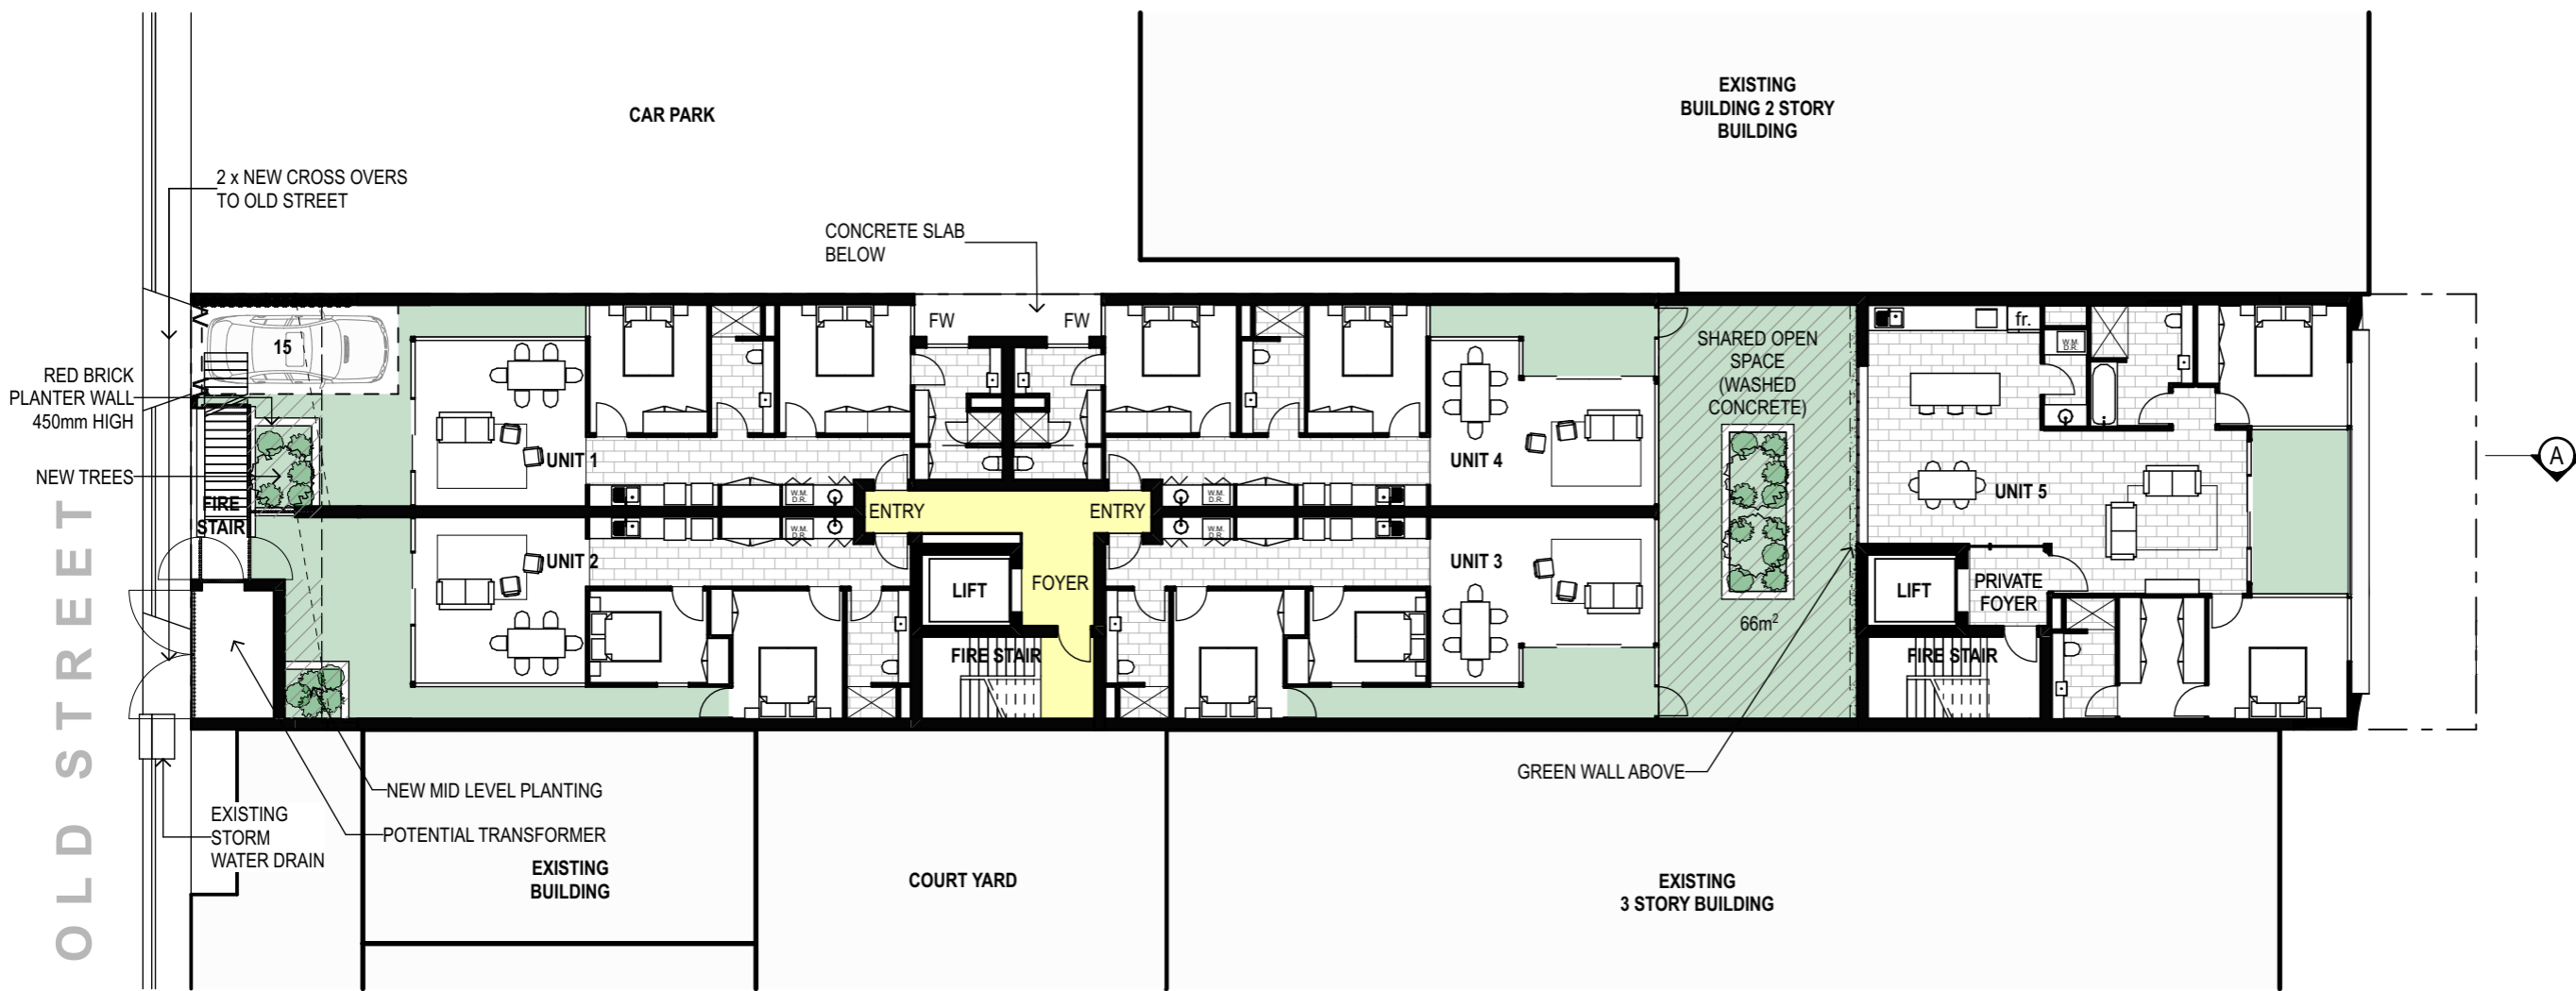 CAR PARK
EXISTING
BUILDING 2 STORY
BUILDING
2 x NEW CROSS OVERS
TO OLD STREET
CONCRETE SLAB
BELOW
FW
FW
15
RED BRICK
PLANTER WALL
450mm HIGH
NEW TREES
FIRE
STAIR
UNIT 1
UNIT 4
SHARED OPEN
SPACE
(WASHED
CONCRETE)
66m²
fr.
W.M.
D.R.
UNIT 5
A
W.M.
D.R.
W.M.
D.R.
ENTRY
ENTRY
W.M.
D.R.
W.M.
D.R.
UNIT 2
UNIT 3
LIFT
FOYER
FIRE STAIR
LIFT
PRIVATE
FOYER
FIRE STAIR
OLD STREET
NEW MID LEVEL PLANTING
POTENTIAL TRANSFORMER
EXISTING
STORM
WATER DRAIN
GREEN WALL ABOVE
EXISTING
BUILDING
COURT YARD
EXISTING
3 STORY BUILDING